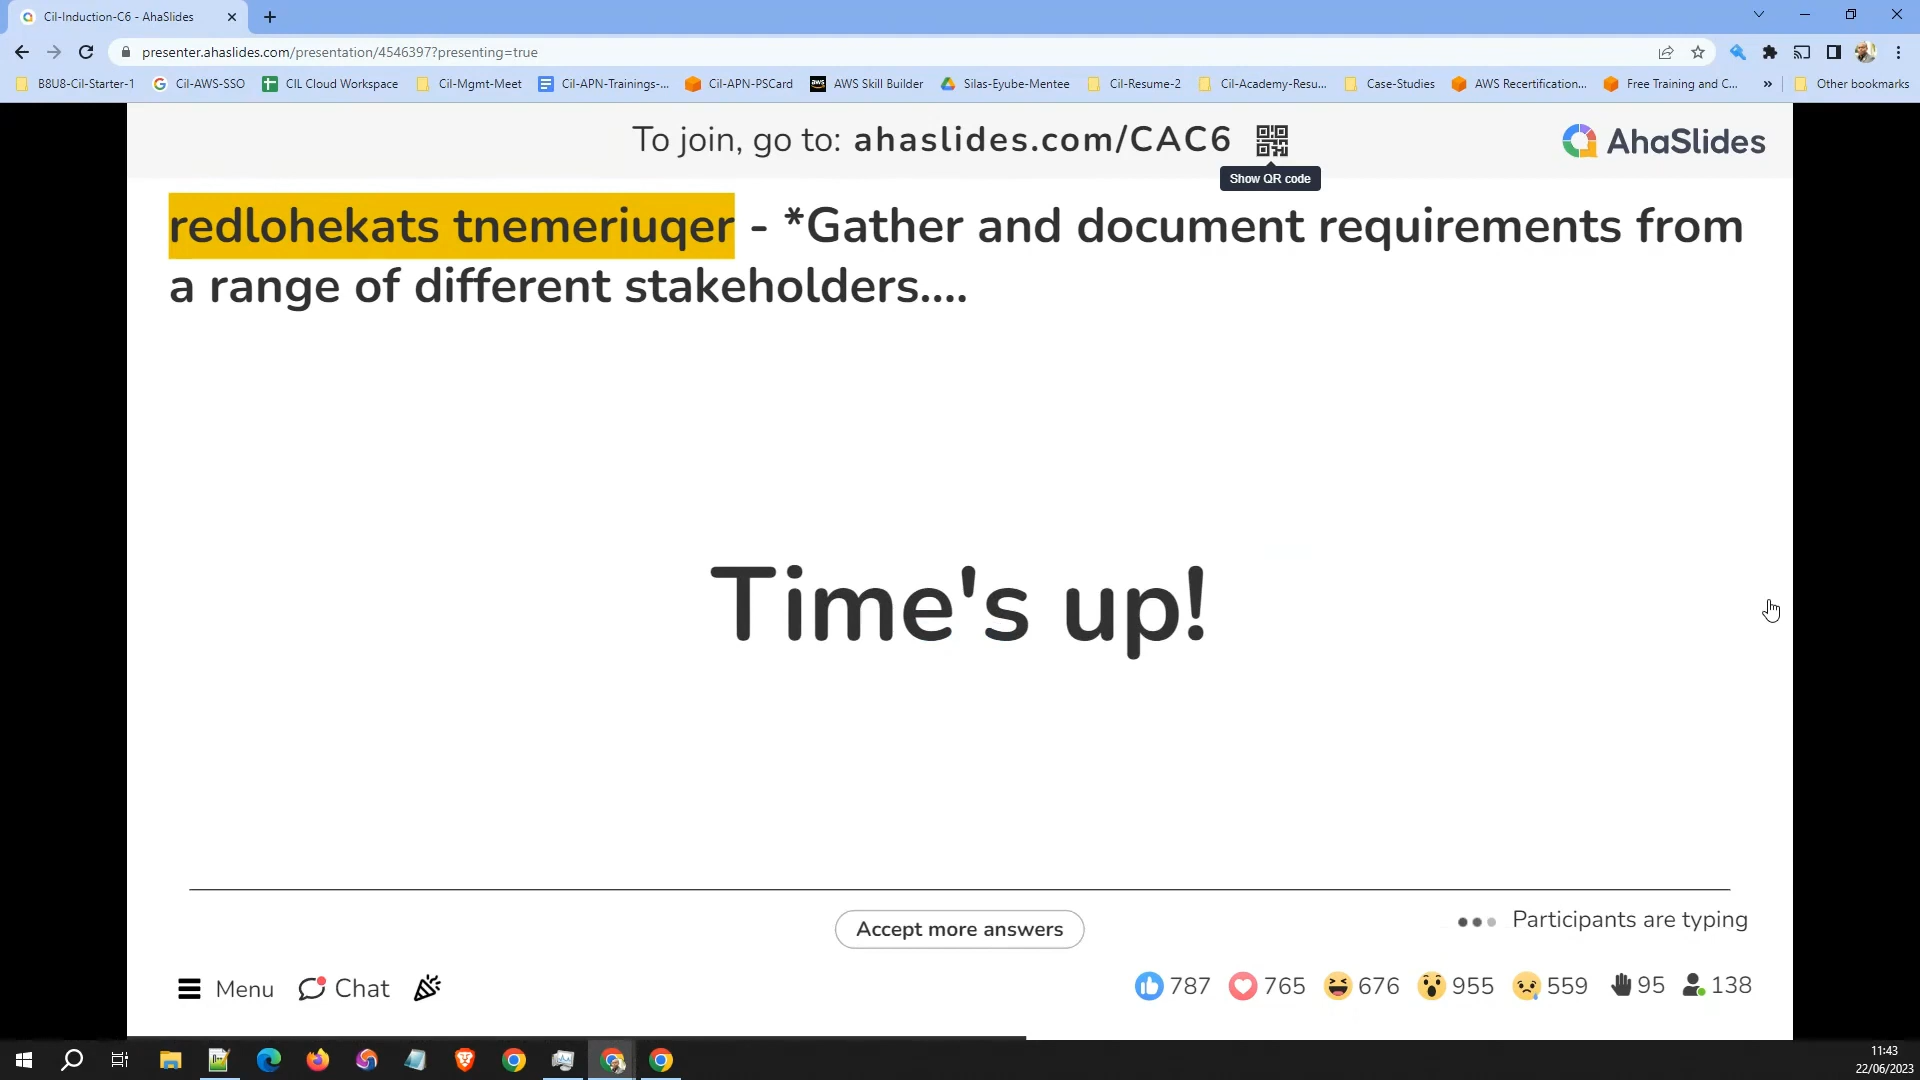 Cil-Induction-C6 - AhaSlides
presenter.ahaslides.com/presentation/4546397?presenting=true
B8U8-Cil-Starter-1 Cil-AWS-SSO CIL Cloud Workspace Cil-Mgmt-Meet Cil-APN-Trainings-... Cil-APN-PSCard aws AWS Skill Builder Silas-Eyube-Mentee Cil-Resume-2 Cil-Academy-Resu... Case-Studies AWS Recertification... Free Training and C... » Other bookmarks
To join, go to: ahaslides.com/CAC6 AhaSlides
Show QR code
redlohekats tnemeriuqer - *Gather and document requirements from
a range of different stakeholders....
Time's up!
Accept more answers
Participants are typing
Menu Chat 787 765 676 955 559 95 138
11:43
22/06/2023